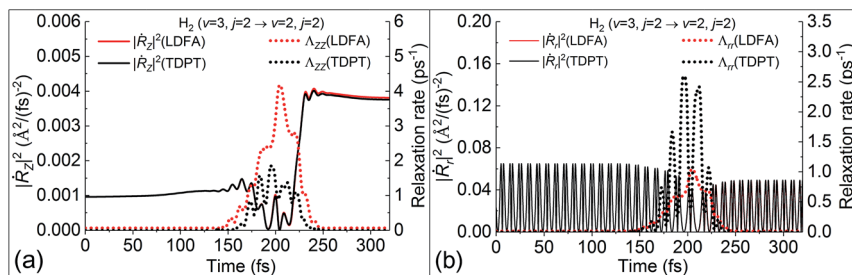 H₂ (v=3, j=2 → v=2, j=2)
|Ṙ_Z|²(LDFA) Λ_ZZ(LDFA)
|Ṙ_Z|²(TDPT) Λ_ZZ(TDPT)
0.006
0.005
0.004
0.003
0.002
0.001
0.000
|Ṙ_Z|² (Å²/(fs)⁻²)
6
5
4
3
2
1
0
Relaxation rate (ps⁻¹)
0 50 100 150 200 250 300
Time (fs)
(a)
H₂ (v=3, j=2 → v=2, j=2)
|Ṙ_r|²(LDFA) Λ_rr(LDFA)
|Ṙ_r|²(TDPT) Λ_rr(TDPT)
0.20
0.16
0.12
0.08
0.04
0.00
|Ṙ_r|² (Å²/(fs)⁻²)
3.5
3.0
2.5
2.0
1.5
1.0
0.5
0.0
Relaxation rate (ps⁻¹)
0 50 100 150 200 250 300
Time (fs)
(b)